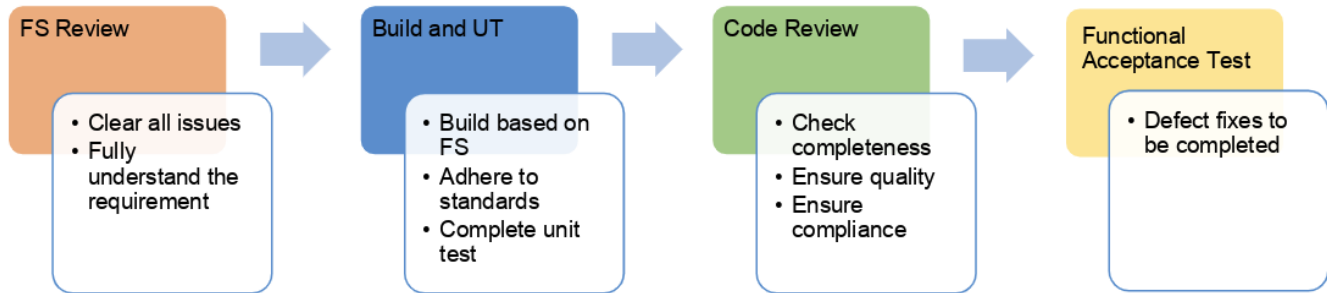 FS Review
• Clear all issues
• Fully
understand the
requirement
Build and UT
• Build based on
FS
• Adhere to
standards
• Complete unit
test
Code Review
• Check
completeness
• Ensure quality
• Ensure
compliance
Functional
Acceptance Test
• Defect fixes to
be completed